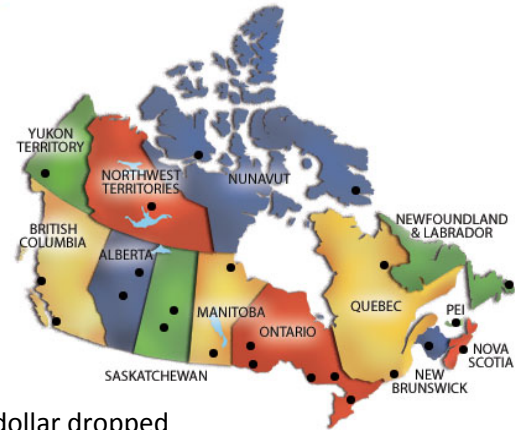 YUKON
TERRITORY
NORTHWEST
TERRITORIES
NUNAVUT
BRITISH
COLUMBIA
ALBERTA
NEWFOUNDLAND
& LABRADOR
MANITOBA
ONTARIO
QUEBEC
PEI
SASKATCHEWAN
NOVA
SCOTIA
NEW
BRUNSWICK
dollar dropped